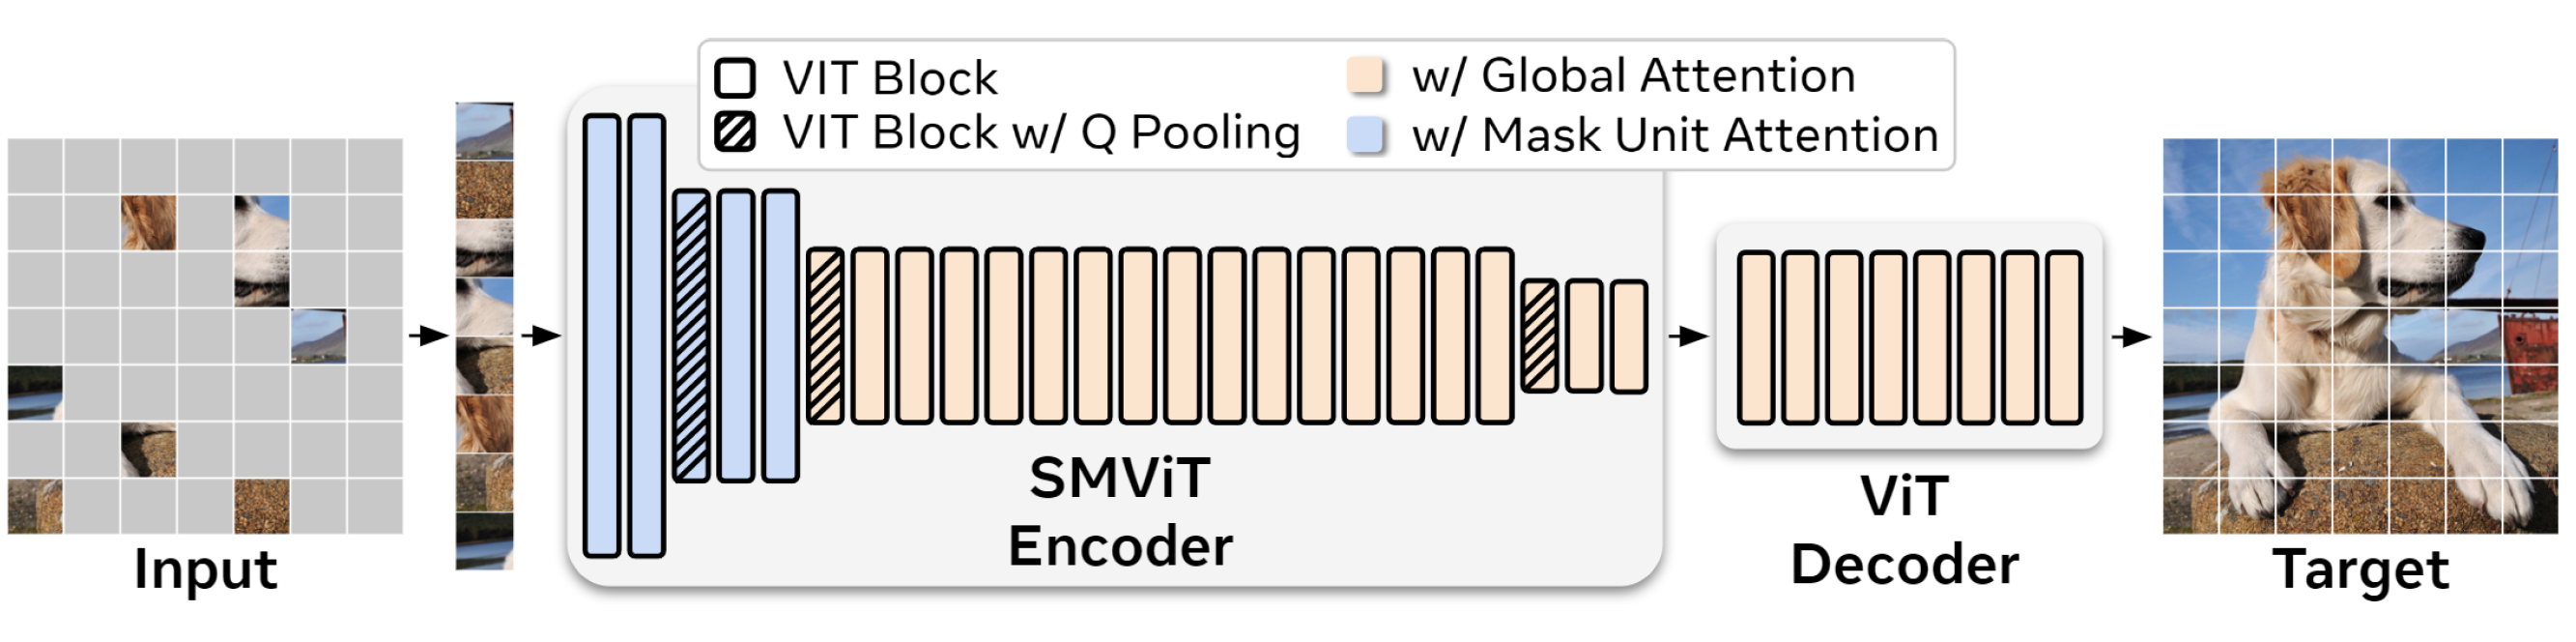 VIT Block
VIT Block w/ Q Pooling
w/ Global Attention
w/ Mask Unit Attention
Input
SMViT
Encoder
ViT
Decoder
Target